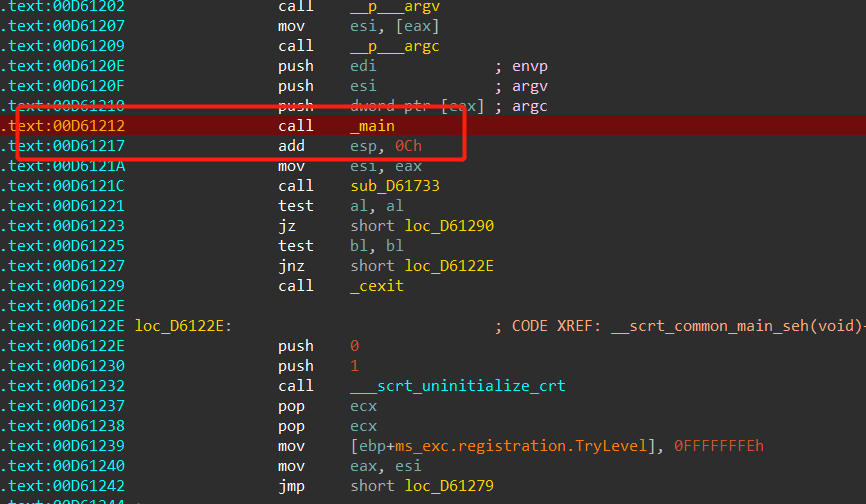 .text:00D61202 call __p___argv
.text:00D61207 mov esi, [eax]
.text:00D61209 call __p___argc
.text:00D6120E push edi ; envp
.text:00D6120F push esi ; argv
.text:00D61210 push dword ptr [eax] ; argc
.text:00D61212 call _main
.text:00D61217 add esp, 0Ch
.text:00D6121A mov esi, eax
.text:00D6121C call sub_D61733
.text:00D61221 test al, al
.text:00D61223 jz short loc_D61290
.text:00D61225 test bl, bl
.text:00D61227 jnz short loc_D6122E
.text:00D61229 call _cexit
.text:00D6122E
.text:00D6122E loc_D6122E: ; CODE XREF: __scrt_common_main_seh(void)
.text:00D6122E push 0
.text:00D61230 push 1
.text:00D61232 call ___scrt_uninitialize_crt
.text:00D61237 pop ecx
.text:00D61238 pop ecx
.text:00D61239 mov [ebp+ms_exc.registration.TryLevel], 0FFFFFFFEh
.text:00D61240 mov eax, esi
.text:00D61242 jmp short loc_D61279
.text:00D61244